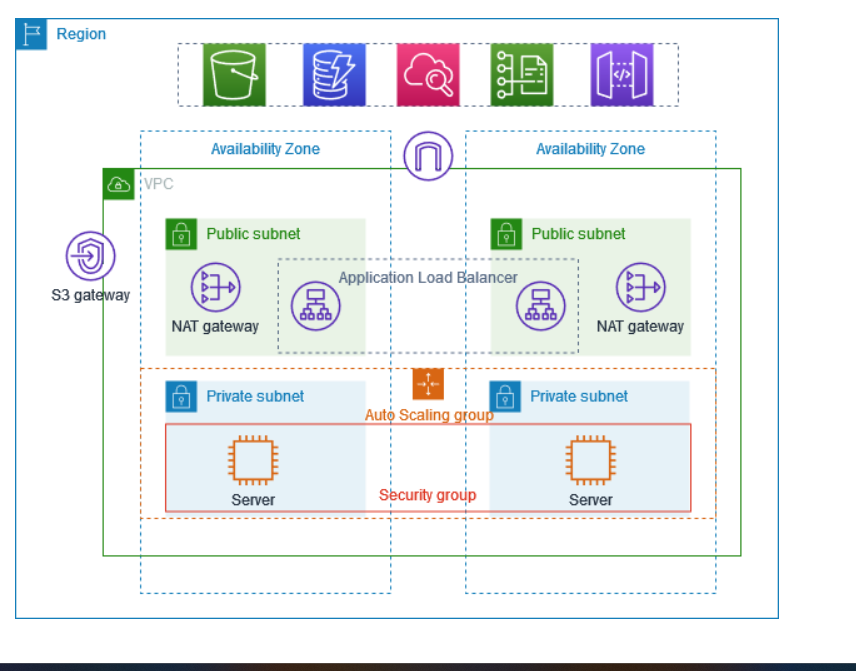 Region
Availability Zone
Availability Zone
VPC
Public subnet
Public subnet
Application Load Balancer
S3 gateway
NAT gateway
NAT gateway
Private subnet
Private subnet
Auto Scaling group
Server
Security group
Server